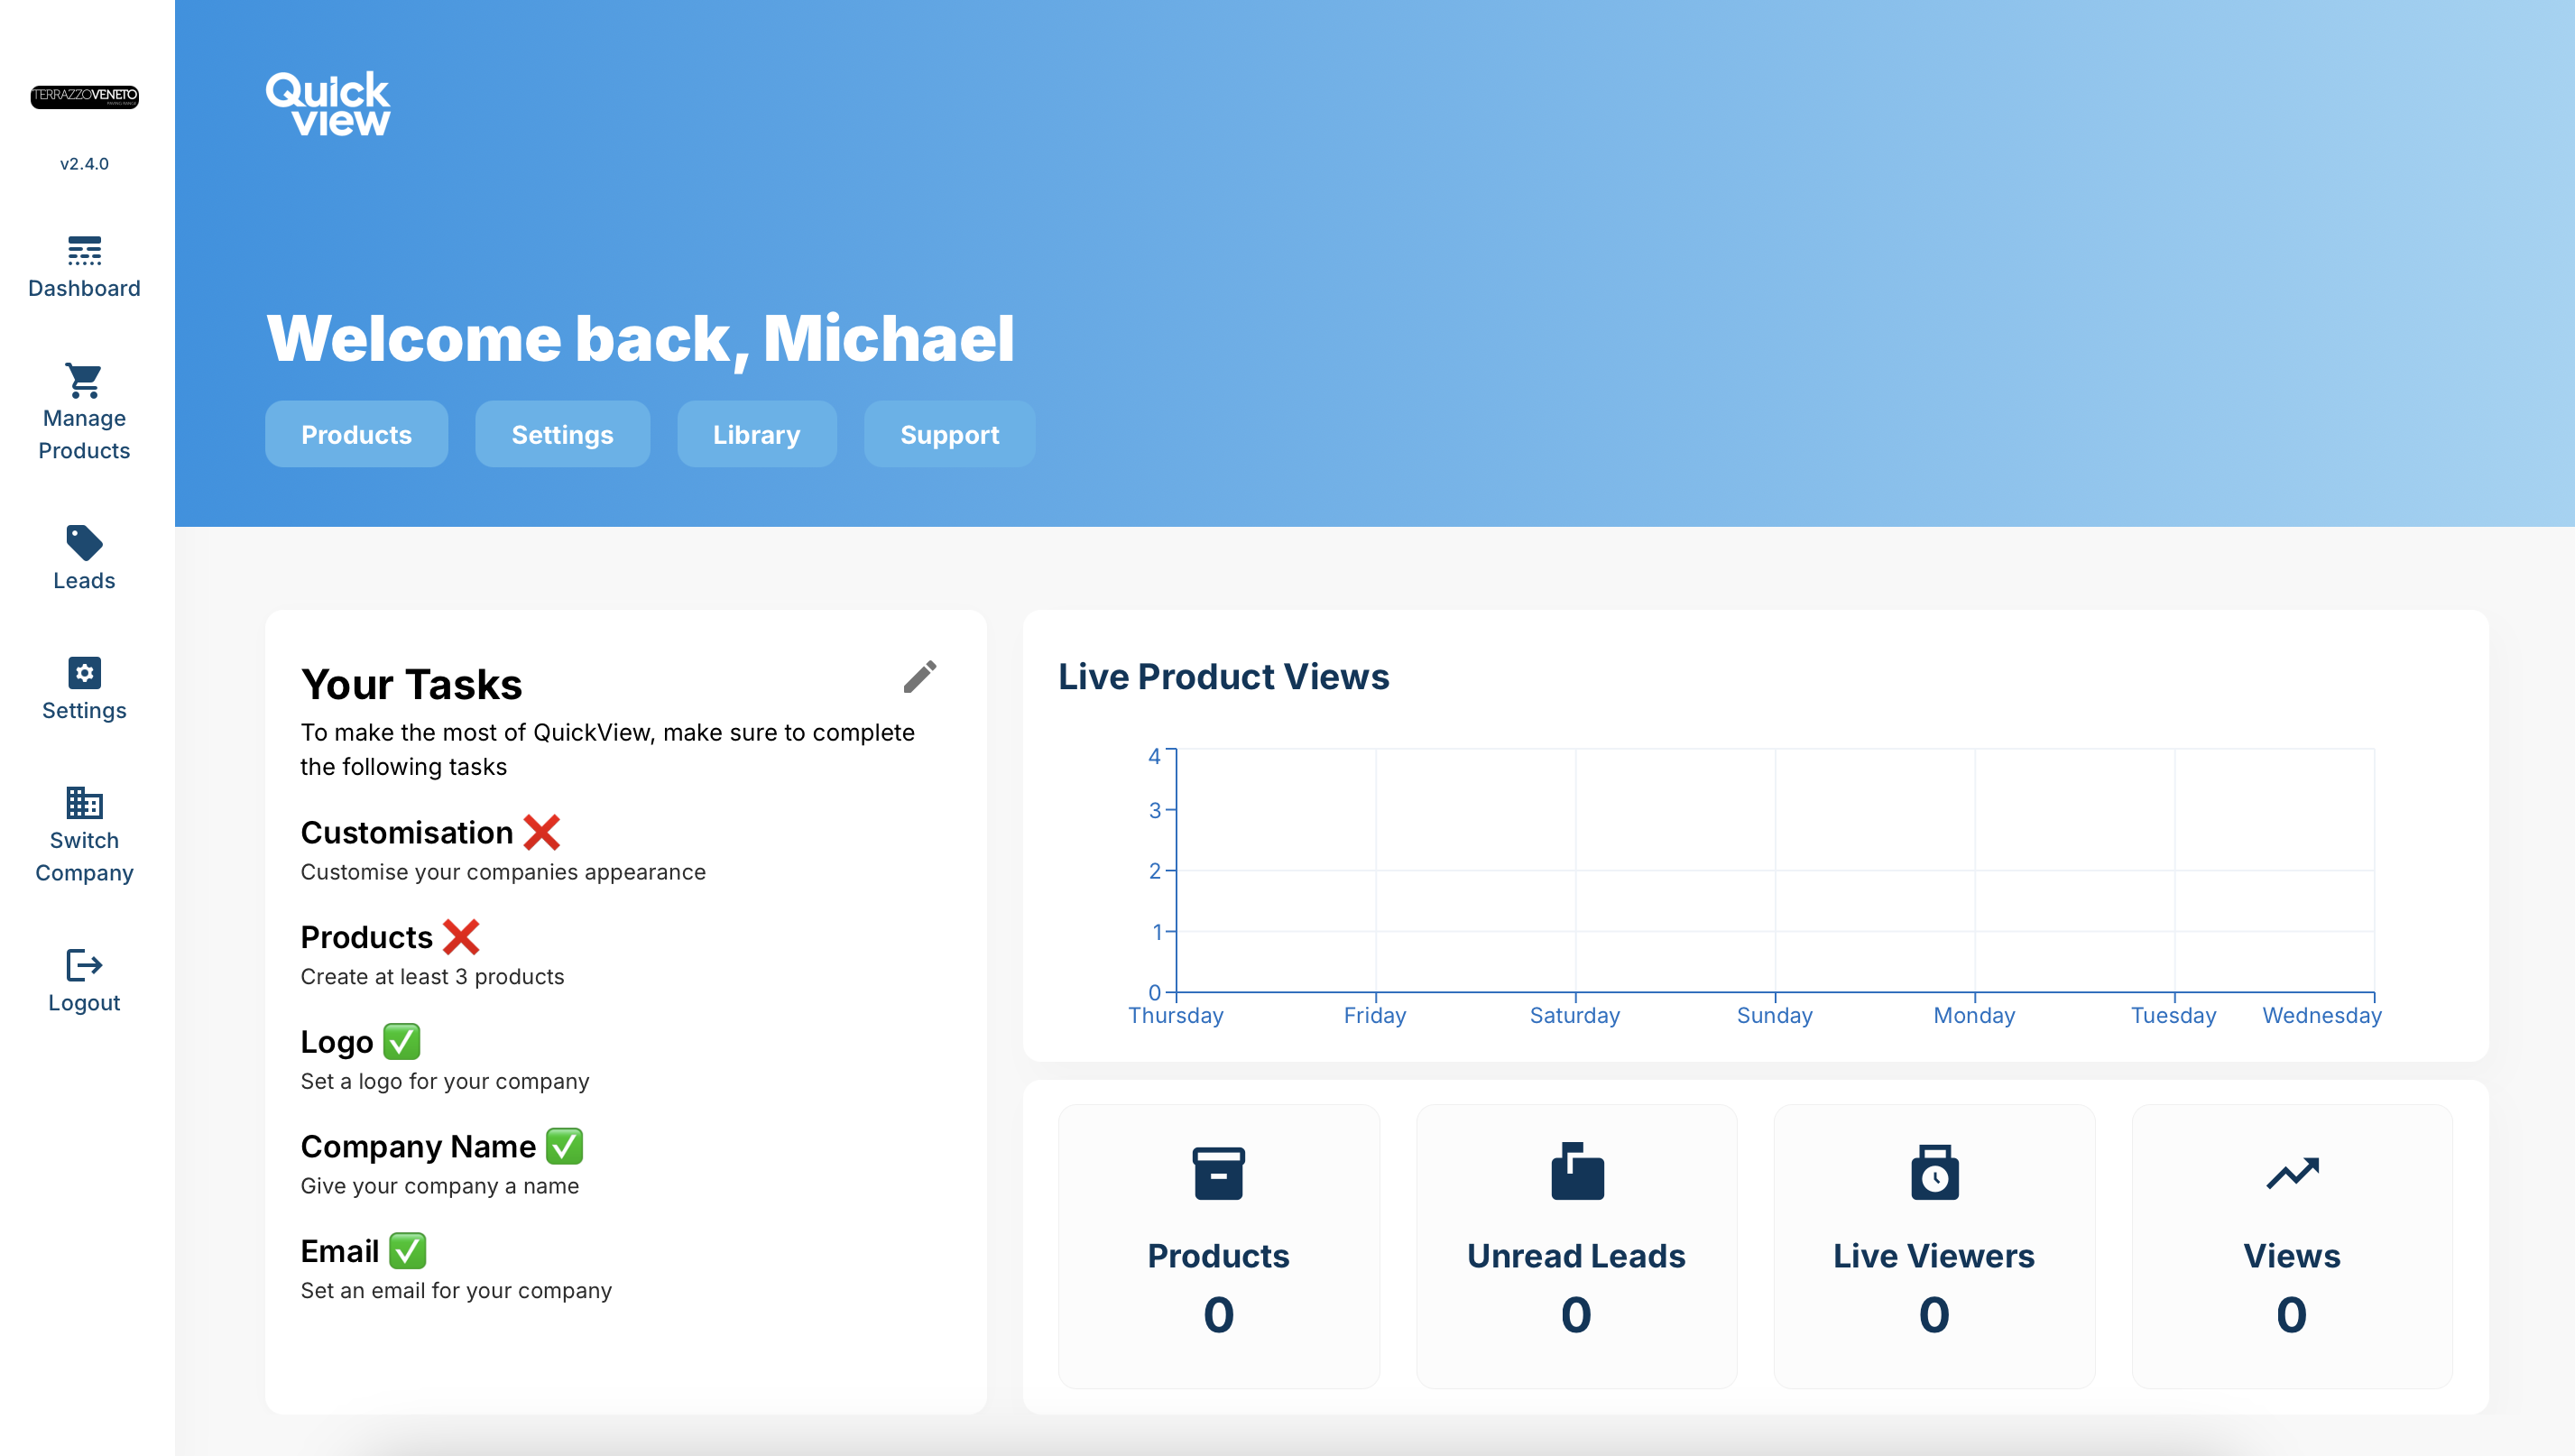 TERRAZZOVENETO
v2.4.0
Dashboard
Manage
Products
Leads
Settings
Switch
Company
Logout
Quick
view
Welcome back, Michael
Products
Settings
Library
Support
Your Tasks
To make the most of QuickView, make sure to complete
the following tasks
Customisation ❌
Customise your companies appearance
Products ❌
Create at least 3 products
Logo ✅
Set a logo for your company
Company Name ✅
Give your company a name
Email ✅
Set an email for your company
Live Product Views
4
3
2
1
0
Thursday Friday Saturday Sunday Monday Tuesday Wednesday
Products
0
Unread Leads
0
Live Viewers
0
Views
0